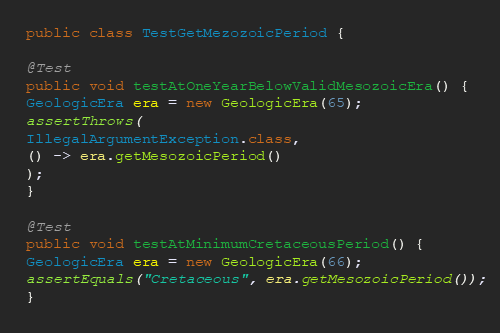 public class TestGetMezozoicPeriod {
@Test
public void testAtOneYearBelowValidMesozoicEra() {
GeologicEra era = new GeologicEra(65);
assertThrows(
IllegalArgumentException.class,
() -> era.getMesozoicPeriod()
);
}
@Test
public void testAtMinimumCretaceousPeriod() {
GeologicEra era = new GeologicEra(66);
assertEquals("Cretaceous", era.getMesozoicPeriod());
}